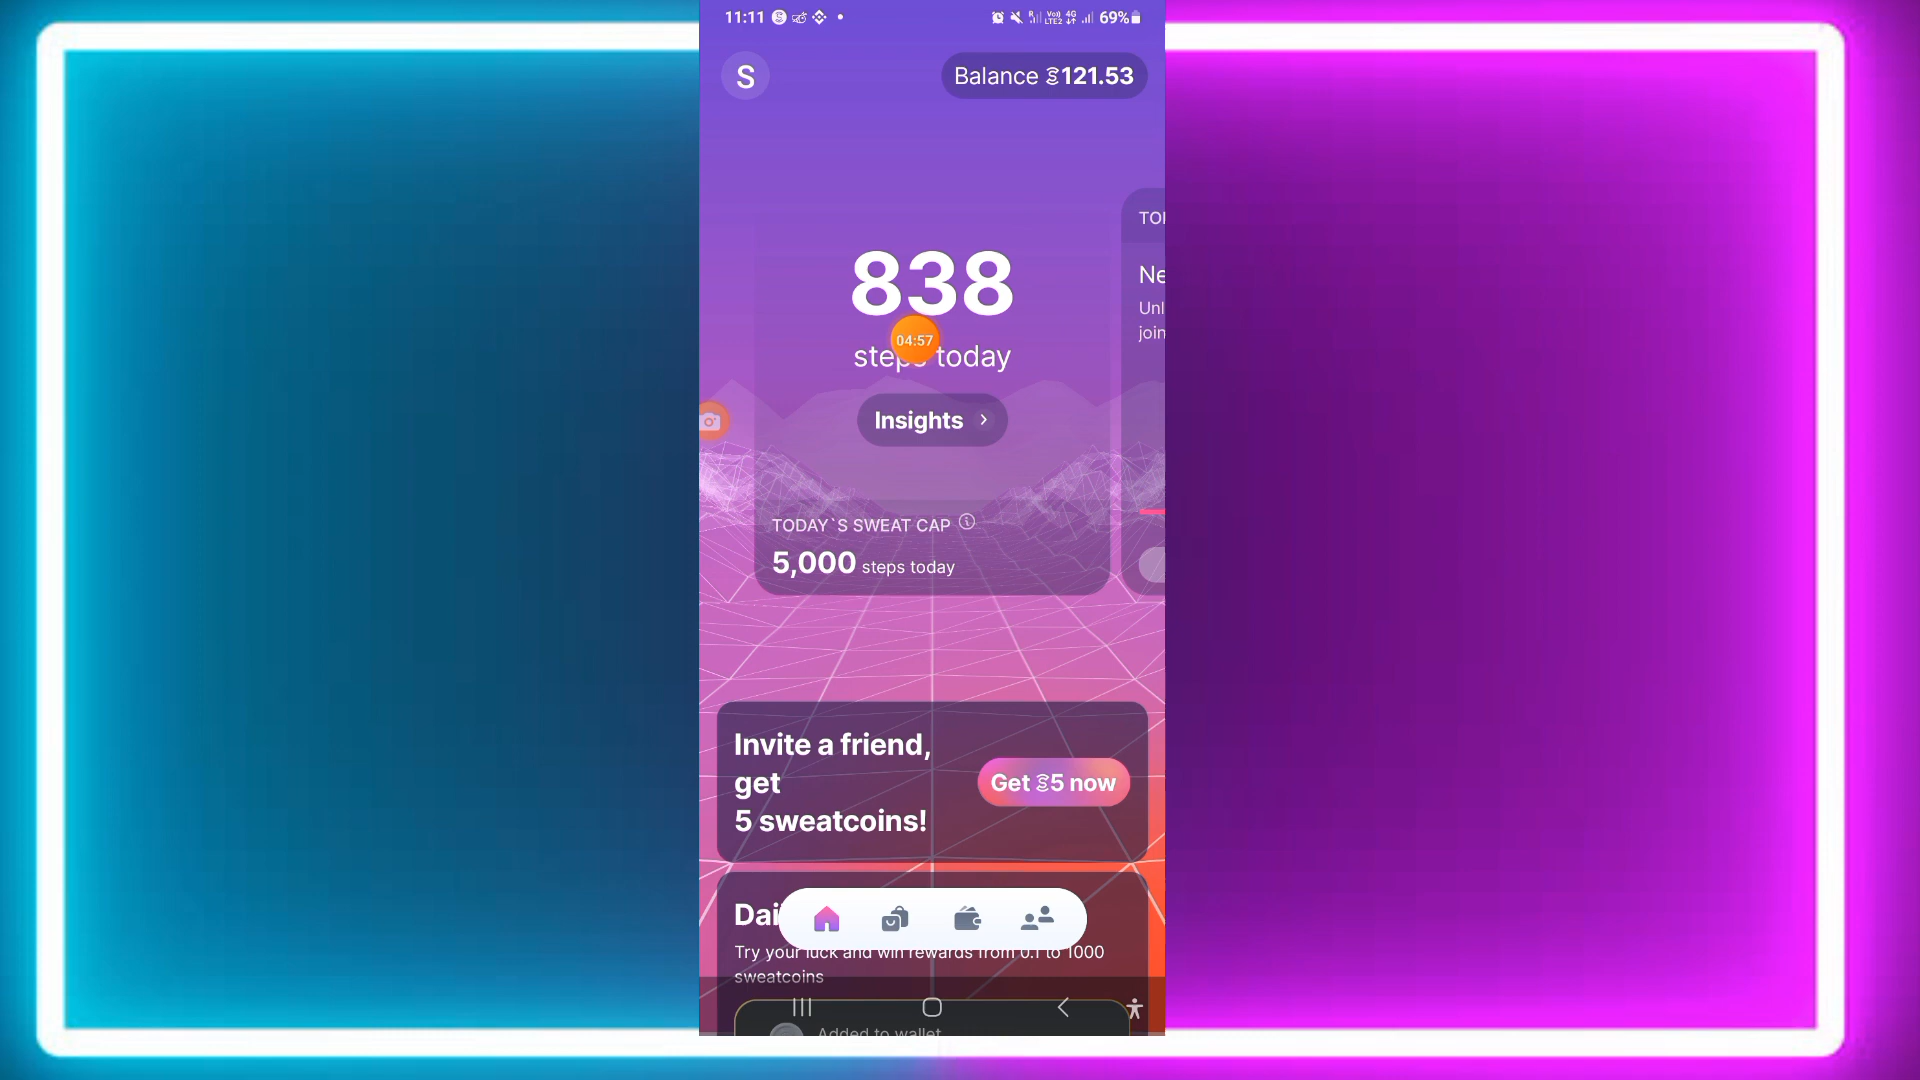 11:11 69%
S Balance 121.53
838
04:57
steps today
Insights
TODAY`S SWEAT CAP
5,000 steps today
Invite a friend,
get
5 sweatcoins!
Get 5 now
Try your luck and win rewards from 0.1 to 1000
sweatcoins
Added to wallet